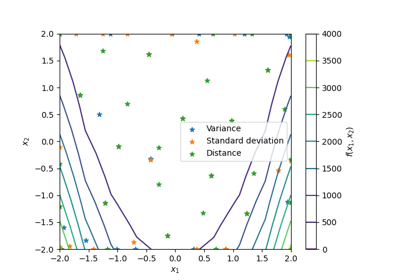 2.0
1.5
1.0
0.5
0.0
−0.5
−1.0
−1.5
−2.0
x₂
−2.0 −1.5 −1.0 −0.5 0.0 0.5 1.0 1.5 2.0
x₁
Variance
Standard deviation
Distance
4000
3500
3000
2500
2000
1500
1000
500
0
f(x₁, x₂)